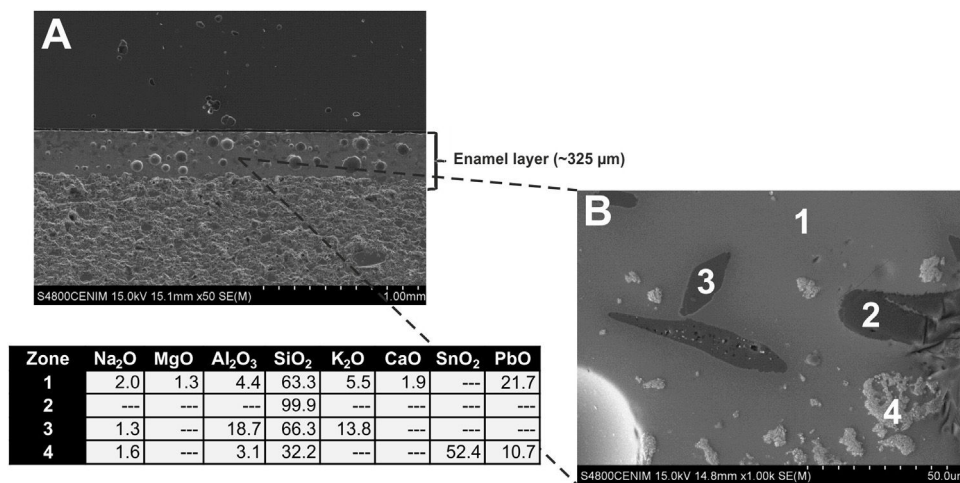 A
Enamel layer (~325 µm)
S4800CENIM 15.0kV 15.1mm x50 SE(M)
1.00mm
B
1
2
3
4
S4800CENIM 15.0kV 14.8mm x1.00k SE(M)
50.0um
Zone Na₂O MgO Al₂O₃ SiO₂ K₂O CaO SnO₂ PbO
1 2.0 1.3 4.4 63.3 5.5 1.9 --- 21.7
2 --- --- --- 99.9 --- --- --- ---
3 1.3 --- 18.7 66.3 13.8 --- --- ---
4 1.6 --- 3.1 32.2 --- --- 52.4 10.7